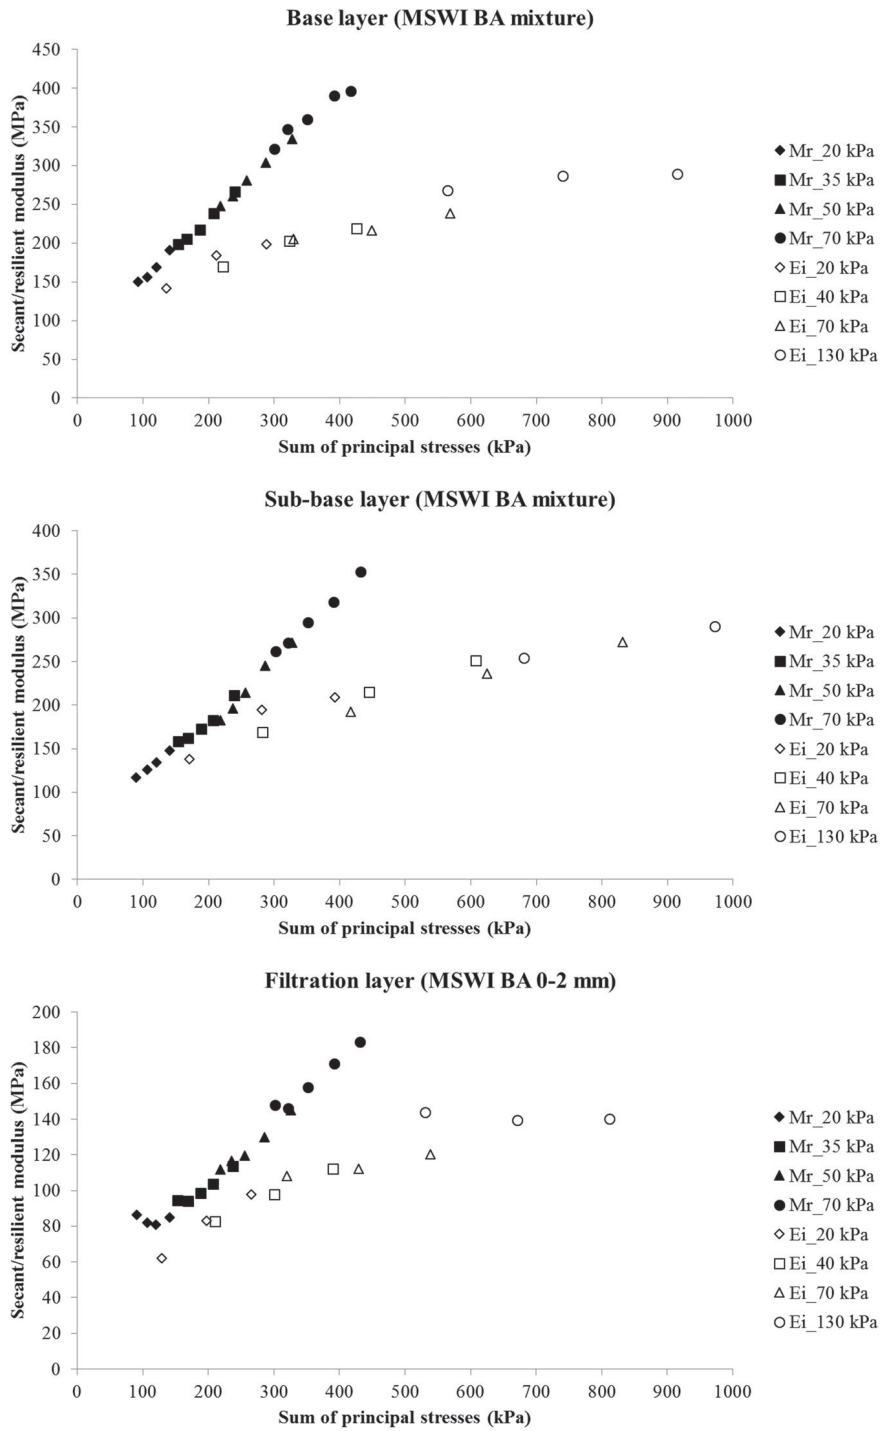 Base layer (MSWI BA mixture)
Secant/resilient modulus (MPa)
450
400
350
300
250
200
150
100
50
0
0 100 200 300 400 500 600 700 800 900 1000
Sum of principal stresses (kPa)
Mr_20 kPa
Mr_35 kPa
Mr_50 kPa
Mr_70 kPa
Ei_20 kPa
Ei_40 kPa
Ei_70 kPa
Ei_130 kPa
Sub-base layer (MSWI BA mixture)
Secant/resilient modulus (MPa)
400
350
300
250
200
150
100
50
0
0 100 200 300 400 500 600 700 800 900 1000
Sum of principal stresses (kPa)
Mr_20 kPa
Mr_35 kPa
Mr_50 kPa
Mr_70 kPa
Ei_20 kPa
Ei_40 kPa
Ei_70 kPa
Ei_130 kPa
Filtration layer (MSWI BA 0-2 mm)
Secant/resilient modulus (MPa)
200
180
160
140
120
100
80
60
40
20
0
0 100 200 300 400 500 600 700 800 900 1000
Sum of principal stresses (kPa)
Mr_20 kPa
Mr_35 kPa
Mr_50 kPa
Mr_70 kPa
Ei_20 kPa
Ei_40 kPa
Ei_70 kPa
Ei_130 kPa